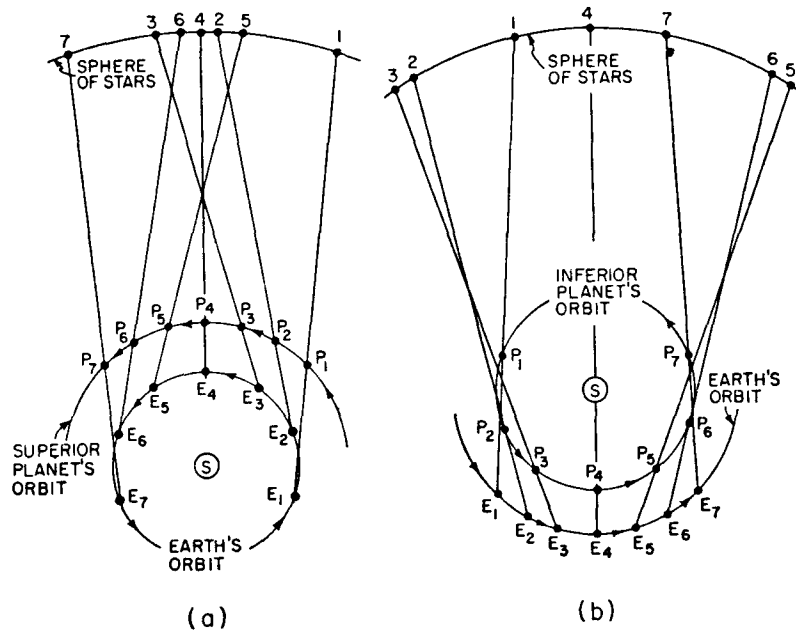 7 3 6 4 2 5 1
SPHERE
OF STARS
P₇ P₆ P₅ P₄ P₃ P₂ P₁
E₇ E₆ E₅ E₄ E₃ E₂ E₁
S
SUPERIOR
PLANET'S
ORBIT
EARTH'S
ORBIT
(a)
3 2 1 4 7 6 5
SPHERE
OF STARS
INFERIOR
PLANET'S
ORBIT
P₁ P₂ P₃ P₄ P₅ P₆ P₇
S
EARTH'S
ORBIT
E₁ E₂ E₃ E₄ E₅ E₆ E₇
(b)